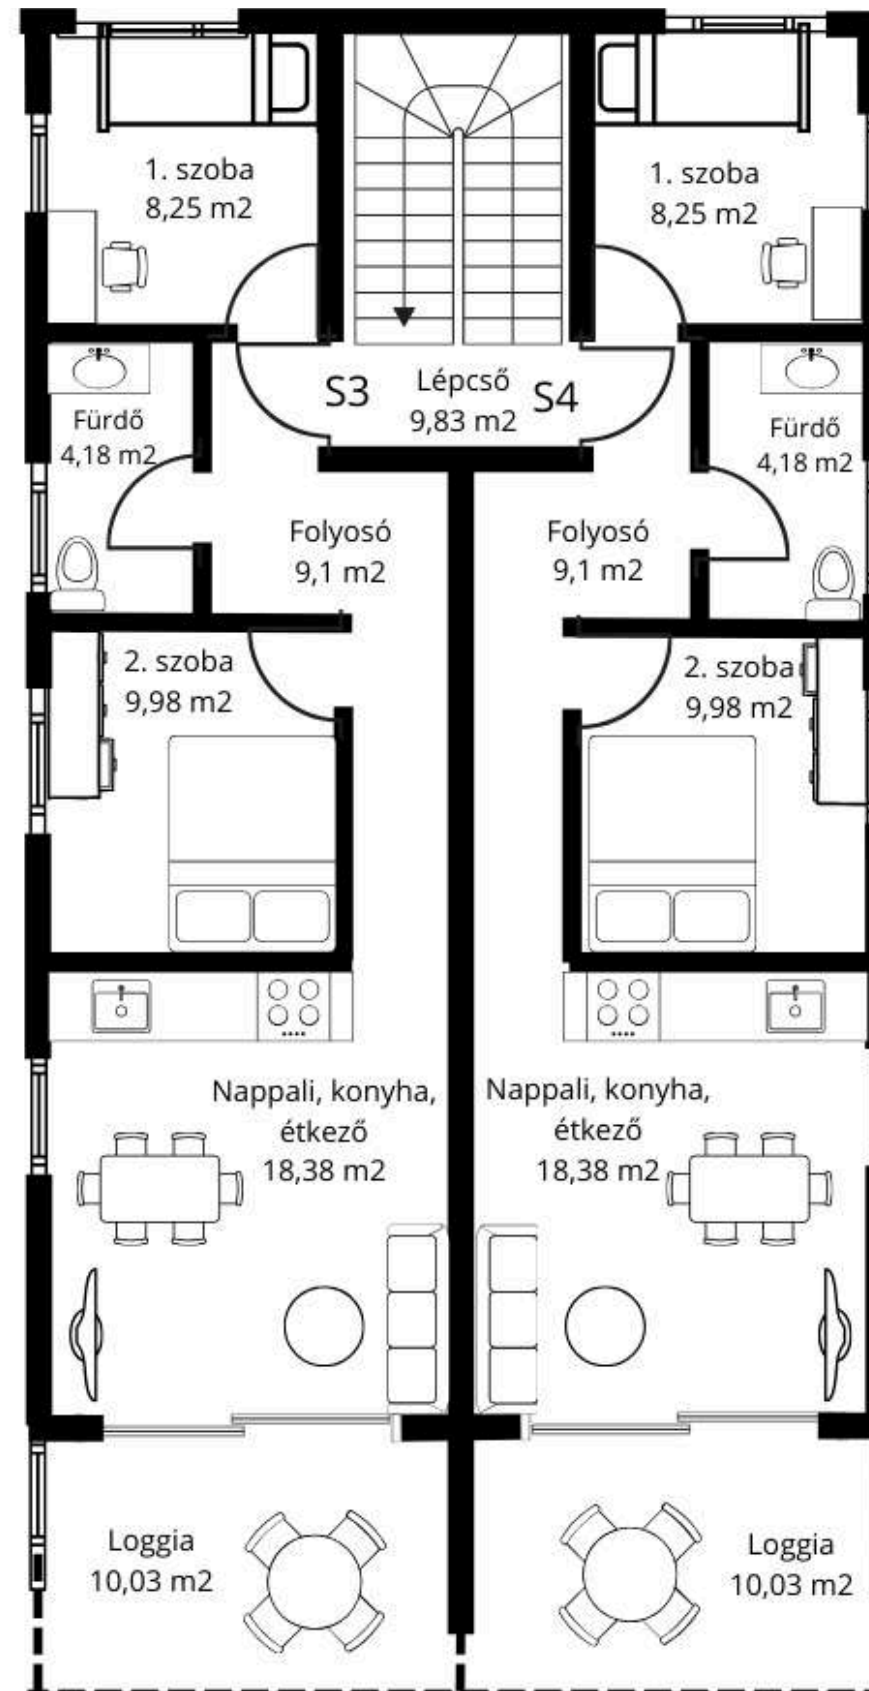 1. szoba
8,25 m2
1. szoba
8,25 m2
S3
Lépcső
9,83 m2
S4
Fürdő
4,18 m2
Fürdő
4,18 m2
Folyosó
9,1 m2
Folyosó
9,1 m2
2. szoba
9,98 m2
2. szoba
9,98 m2
Nappali, konyha,
étkező
18,38 m2
Nappali, konyha,
étkező
18,38 m2
Loggia
10,03 m2
Loggia
10,03 m2